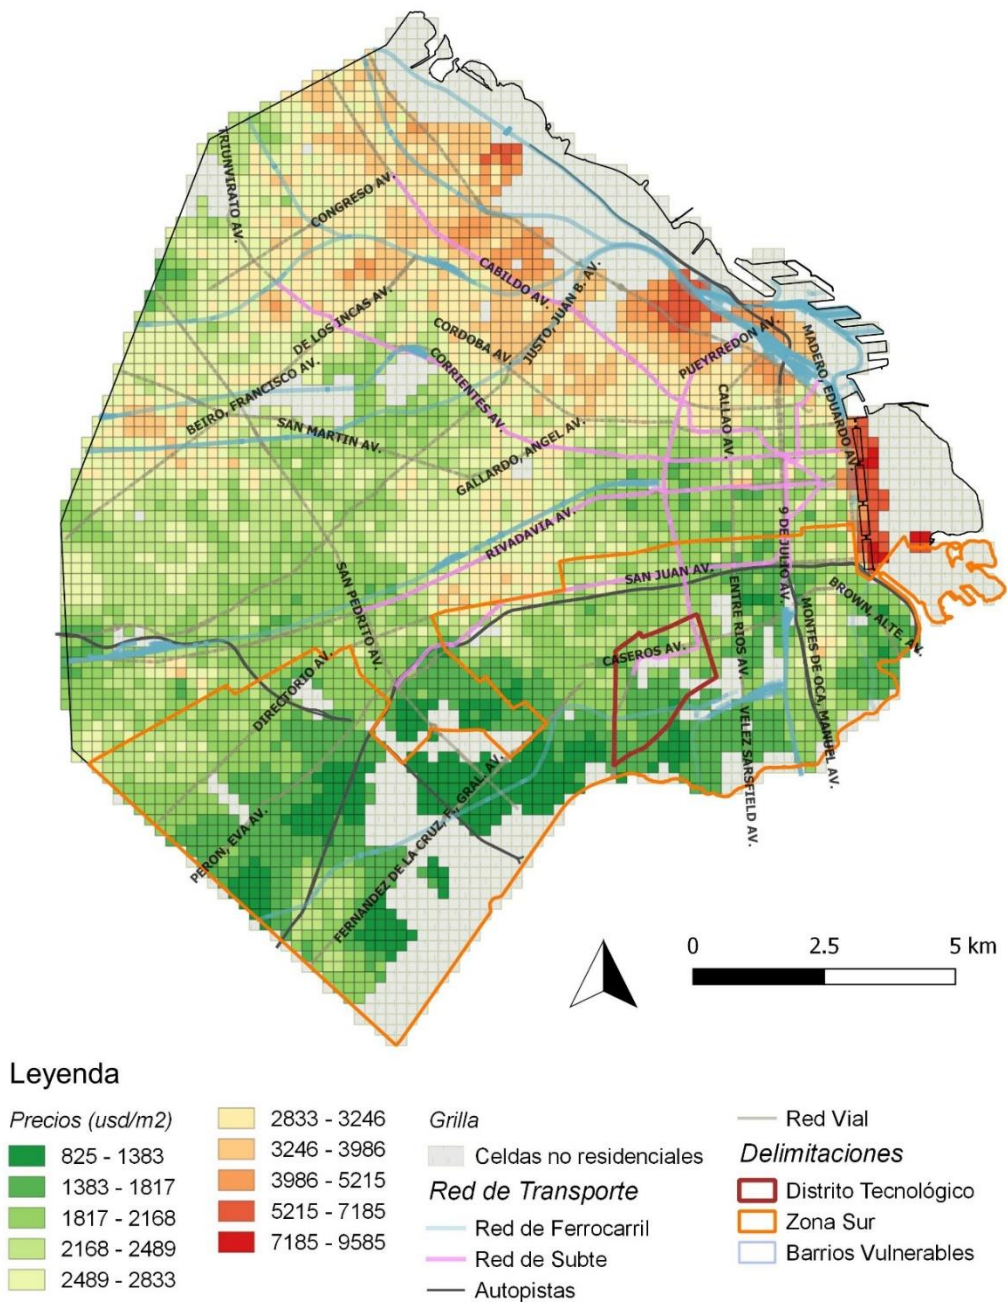 TRIUNVIRATO AV.
CONGRESO AV.
CABILDO AV.
JUSTO, JUAN B. AV.
DE LOS INCAS AV.
CORDOBA AV
PUEYRREDON AV.
MADERO, EDUARDO AV.
BEIRO, FRANCISCO AV.
CORRIENTES AV.
CALLAO AV.
SAN MARTIN AV.
GALLARDO, ANGEL AV.
RIVADAVIA AV.
9 DE JULIO AV.
SAN PEDRITO AV.
SAN JUAN AV.
ENTRE RIOS AV.
VELEZ SARSFIELD AV.
MONTES DE OCA, MANUEL AV.
BROWN, ALTE. AV.
CASEROS AV.
DIRECTORIO AV.
PERON, EVA AV.
FERNANDEZ DE LA CRUZ, F., GRAL. AV.
0 2.5 5 km
Leyenda
Precios (usd/m2)
825 - 1383
1383 - 1817
1817 - 2168
2168 - 2489
2489 - 2833
2833 - 3246
3246 - 3986
3986 - 5215
5215 - 7185
7185 - 9585
Grilla
Celdas no residenciales
Red de Transporte
Red de Ferrocarril
Red de Subte
Autopistas
Red Vial
Delimitaciones
Distrito Tecnológico
Zona Sur
Barrios Vulnerables